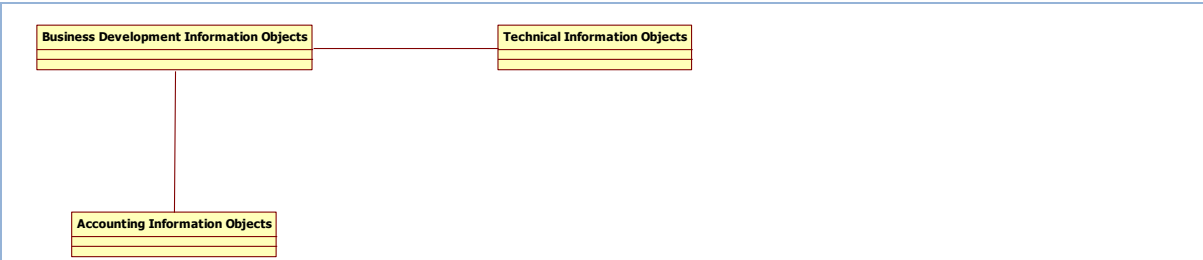 Business Development Information Objects
Technical Information Objects
Accounting Information Objects